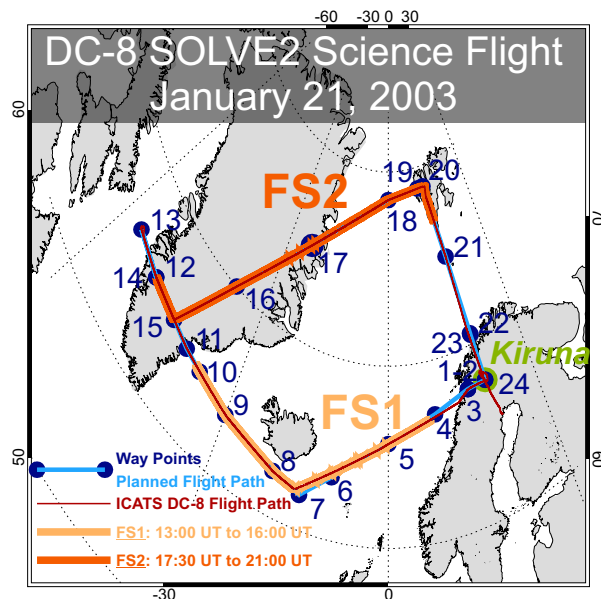 -60 -30 0 30
DC-8 SOLVE2 Science Flight
January 21, 2003
60
70
50
60
19 20
FS2
18
13
17
21
14 12
16
15
22
11
23
Kiruna
10
1-2
24
3
9
FS1
4
5
8
6
7
Way Points
Planned Flight Path
ICATS DC-8 Flight Path
FS1: 13:00 UT to 16:00 UT
FS2: 17:30 UT to 21:00 UT
-30 0